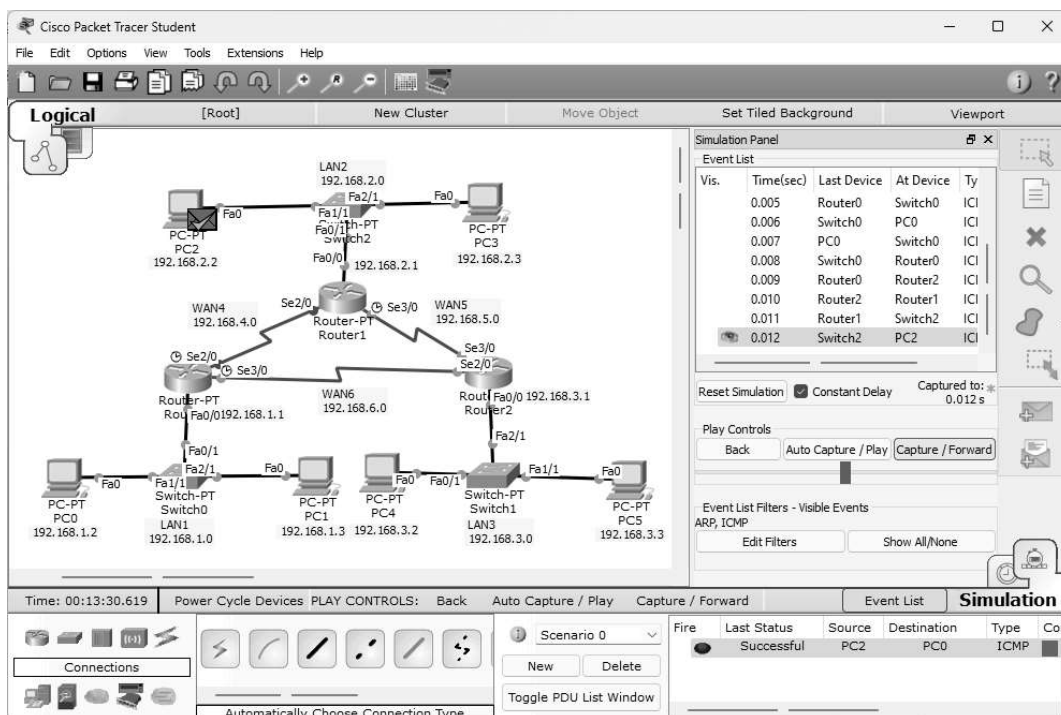 Cisco Packet Tracer Student
File Edit Options View Tools Extensions Help
Logical [Root] New Cluster Move Object Set Tiled Background Viewport
LAN2
192.168.2.0
Fa2/1
Fa0
Fa0
Fa1/1
Fa0/1
Switch-PT
Switch2
PC-PT
PC2
192.168.2.2
PC-PT
PC3
192.168.2.3
Fa0/0
192.168.2.1
WAN4
192.168.4.0
Se2/0
Se3/0
Router-PT
Router1
WAN5
192.168.5.0
Se3/0
Se2/0
Se2/0
Se3/0
Router-PT
Fa0/0
192.168.1.1
WAN6
192.168.6.0
Fa0/0
192.168.3.1
Router2
Fa2/1
Fa0/1
Fa2/1
Fa0
Fa0
Fa1/1
Switch-PT
Switch0
PC-PT
PC0
192.168.1.2
LAN1
192.168.1.0
PC-PT
PC1
192.168.1.3
Fa0
Fa0/1
PC-PT
PC4
192.168.3.2
Switch-PT
Switch1
LAN3
192.168.3.0
Fa1/1
Fa0
PC-PT
PC5
192.168.3.3
Simulation Panel
Event List
Vis. Time(sec) Last Device At Device Ty
0.005 Router0 Switch0 ICI
0.006 Switch0 PC0 ICI
0.007 PC0 Switch0 ICI
0.008 Switch0 Router0 ICI
0.009 Router0 Router2 ICI
0.010 Router2 Router1 ICI
0.011 Router1 Switch2 ICI
0.012 Switch2 PC2 ICI
Reset Simulation Constant Delay Captured to: *
0.012 s
Play Controls
Back Auto Capture / Play Capture / Forward
Event List Filters - Visible Events
ARP, ICMP
Edit Filters Show All/None
Time: 00:13:30.619 Power Cycle Devices PLAY CONTROLS: Back Auto Capture / Play Capture / Forward Event List Simulation
Connections
Automatically Choose Connection Type
Scenario 0
New Delete
Toggle PDU List Window
Fire Last Status Source Destination Type Co
Successful PC2 PC0 ICMP